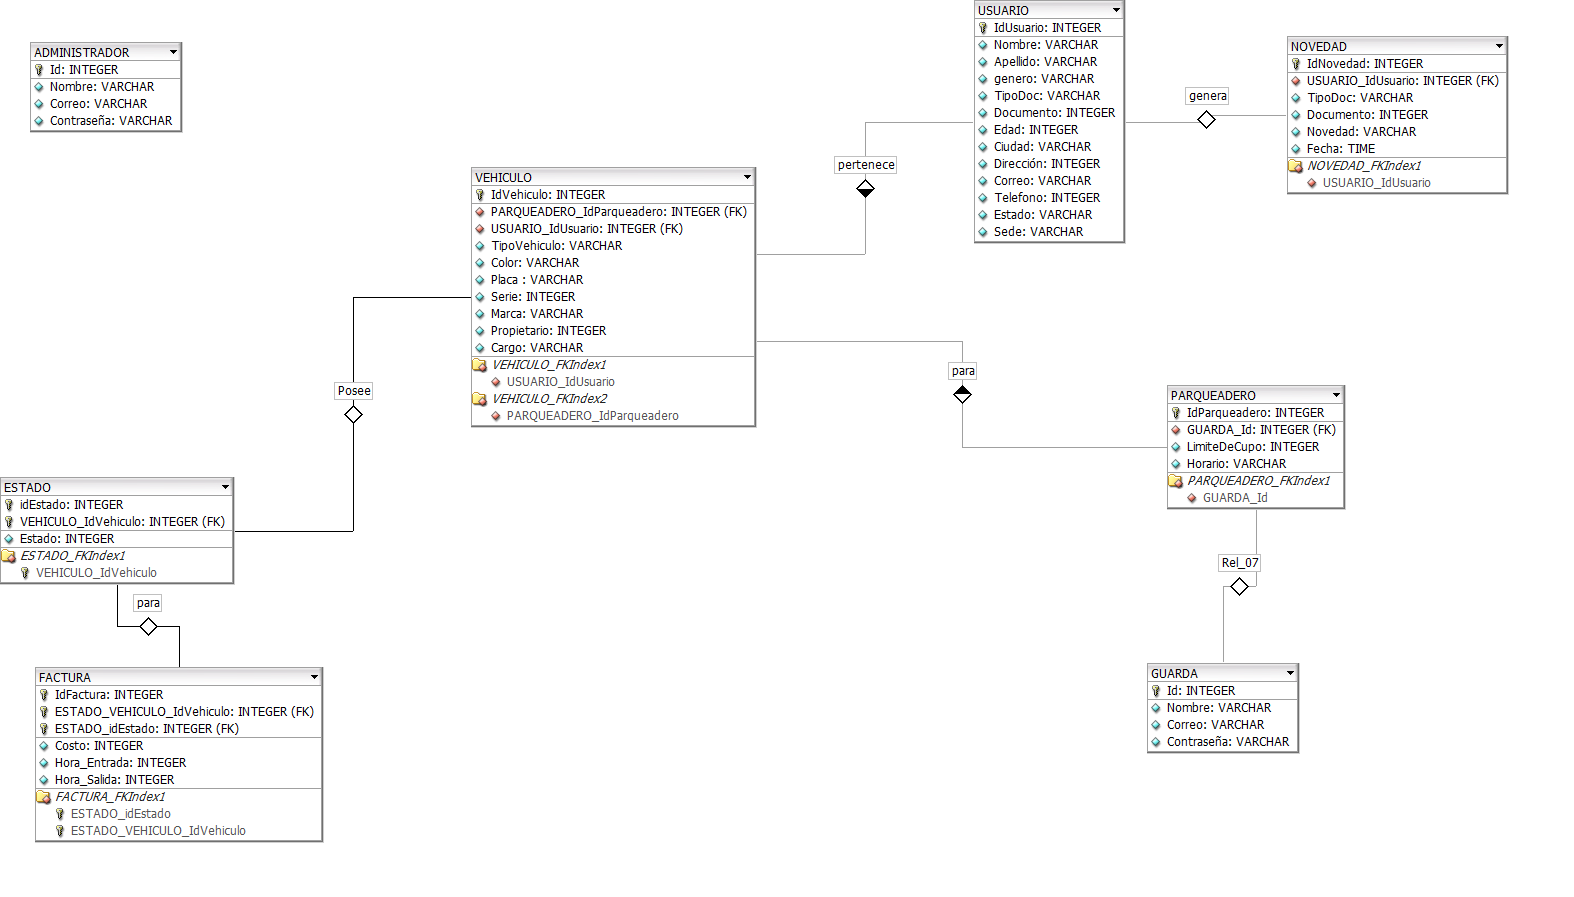 ADMINISTRADOR
Id: INTEGER
Nombre: VARCHAR
Correo: VARCHAR
Contraseña: VARCHAR
USUARIO
IdUsuario: INTEGER
Nombre: VARCHAR
Apellido: VARCHAR
genero: VARCHAR
TipoDoc: VARCHAR
Documento: INTEGER
Edad: INTEGER
Ciudad: VARCHAR
Dirección: INTEGER
Correo: VARCHAR
Telefono: INTEGER
Estado: VARCHAR
Sede: VARCHAR
genera
NOVEDAD
IdNovedad: INTEGER
USUARIO_IdUsuario: INTEGER (FK)
TipoDoc: VARCHAR
Documento: INTEGER
Novedad: VARCHAR
Fecha: TIME
NOVEDAD_FKIndex1
USUARIO_IdUsuario
pertenece
VEHICULO
IdVehiculo: INTEGER
PARQUEADERO_IdParqueadero: INTEGER (FK)
USUARIO_IdUsuario: INTEGER (FK)
TipoVehiculo: VARCHAR
Color: VARCHAR
Placa : VARCHAR
Serie: INTEGER
Marca: VARCHAR
Propietario: INTEGER
Cargo: VARCHAR
VEHICULO_FKIndex1
USUARIO_IdUsuario
VEHICULO_FKIndex2
PARQUEADERO_IdParqueadero
para
Posee
PARQUEADERO
IdParqueadero: INTEGER
GUARDA_Id: INTEGER (FK)
LimiteDeCupo: INTEGER
Horario: VARCHAR
PARQUEADERO_FKIndex1
GUARDA_Id
ESTADO
idEstado: INTEGER
VEHICULO_IdVehiculo: INTEGER (FK)
Estado: INTEGER
ESTADO_FKIndex1
VEHICULO_IdVehiculo
Rel_07
para
GUARDA
Id: INTEGER
Nombre: VARCHAR
Correo: VARCHAR
Contraseña: VARCHAR
FACTURA
IdFactura: INTEGER
ESTADO_VEHICULO_IdVehiculo: INTEGER (FK)
ESTADO_idEstado: INTEGER (FK)
Costo: INTEGER
Hora_Entrada: INTEGER
Hora_Salida: INTEGER
FACTURA_FKIndex1
ESTADO_idEstado
ESTADO_VEHICULO_IdVehiculo